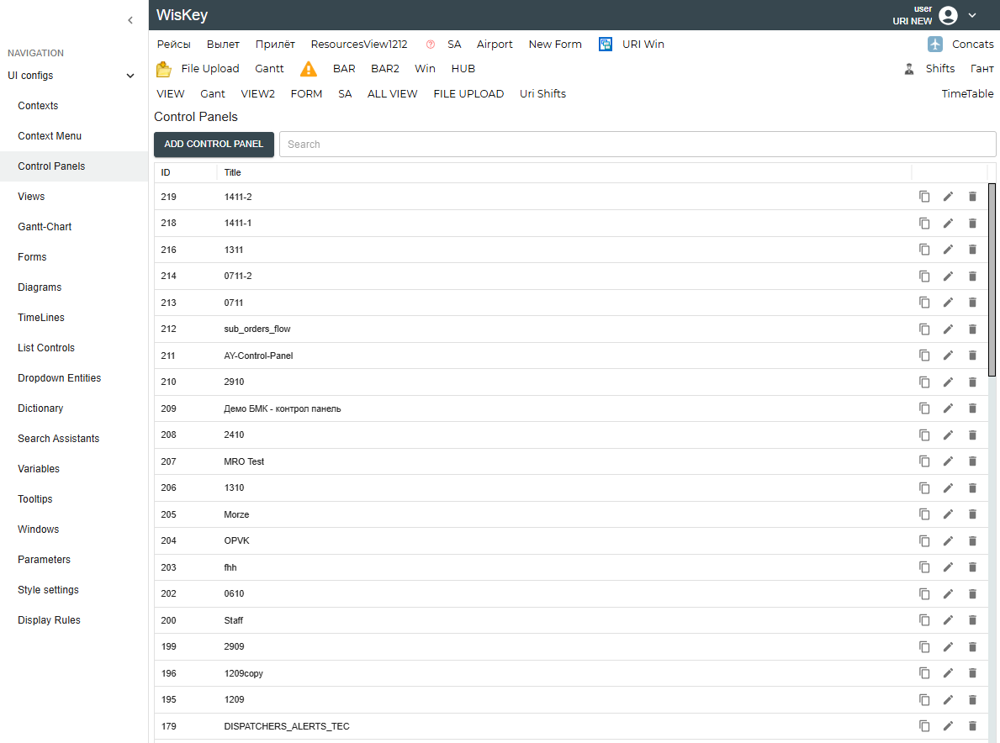 WisKey
user
URI NEW
NAVIGATION
UI configs
Contexts
Context Menu
Control Panels
Views
Gantt-Chart
Forms
Diagrams
TimeLines
List Controls
Dropdown Entities
Dictionary
Search Assistants
Variables
Tooltips
Windows
Parameters
Style settings
Display Rules
Рейсы Вылет Прилёт ResourcesView1212 SA Airport New Form URI Win Concats
File Upload Gantt BAR BAR2 Win HUB Shifts Гант
VIEW Gant VIEW2 FORM SA ALL VIEW FILE UPLOAD Uri Shifts TimeTable
Control Panels
ADD CONTROL PANEL Search
ID Title
219 1411-2
218 1411-1
216 1311
214 0711-2
213 0711
212 sub_orders_flow
211 AY-Control-Panel
210 2910
209 Демо БМК - контрол панель
208 2410
207 MRO Test
206 1310
205 Morze
204 OPVK
203 fhh
202 0610
200 Staff
199 2909
196 1209copy
195 1209
179 DISPATCHERS_ALERTS_TEC